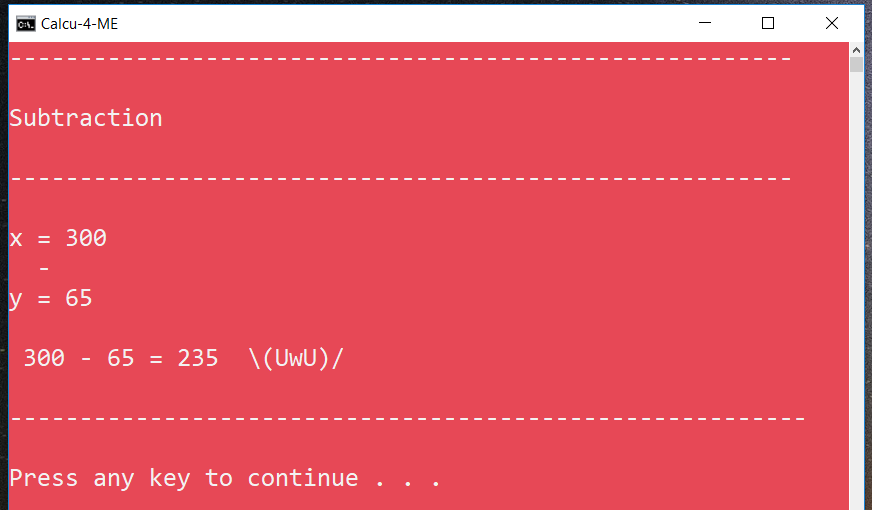 Calcu-4-ME
--------------------------------------------------------
Subtraction
--------------------------------------------------------
x = 300
  -
y = 65
 300 - 65 = 235  \(UwU)/
---------------------------------------------------------
Press any key to continue . . .